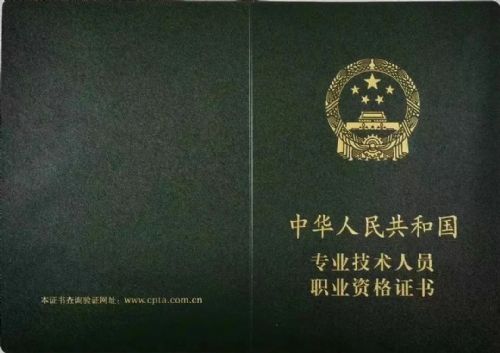 本证书查询验证网址：www.cpta.com.cn
中华人民共和国
专业技术人员
职业资格证书